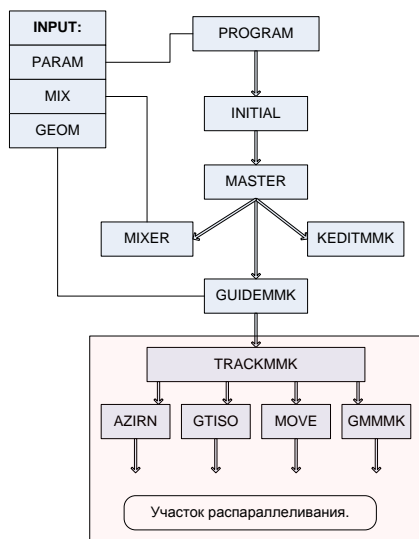 INPUT:
PARAM
MIX
GEOM
PROGRAM
INITIAL
MASTER
MIXER
KEDITMMK
GUIDEMMK
TRACKMMK
AZIRN
GTISO
MOVE
GMMMK
Участок распараллеливания.